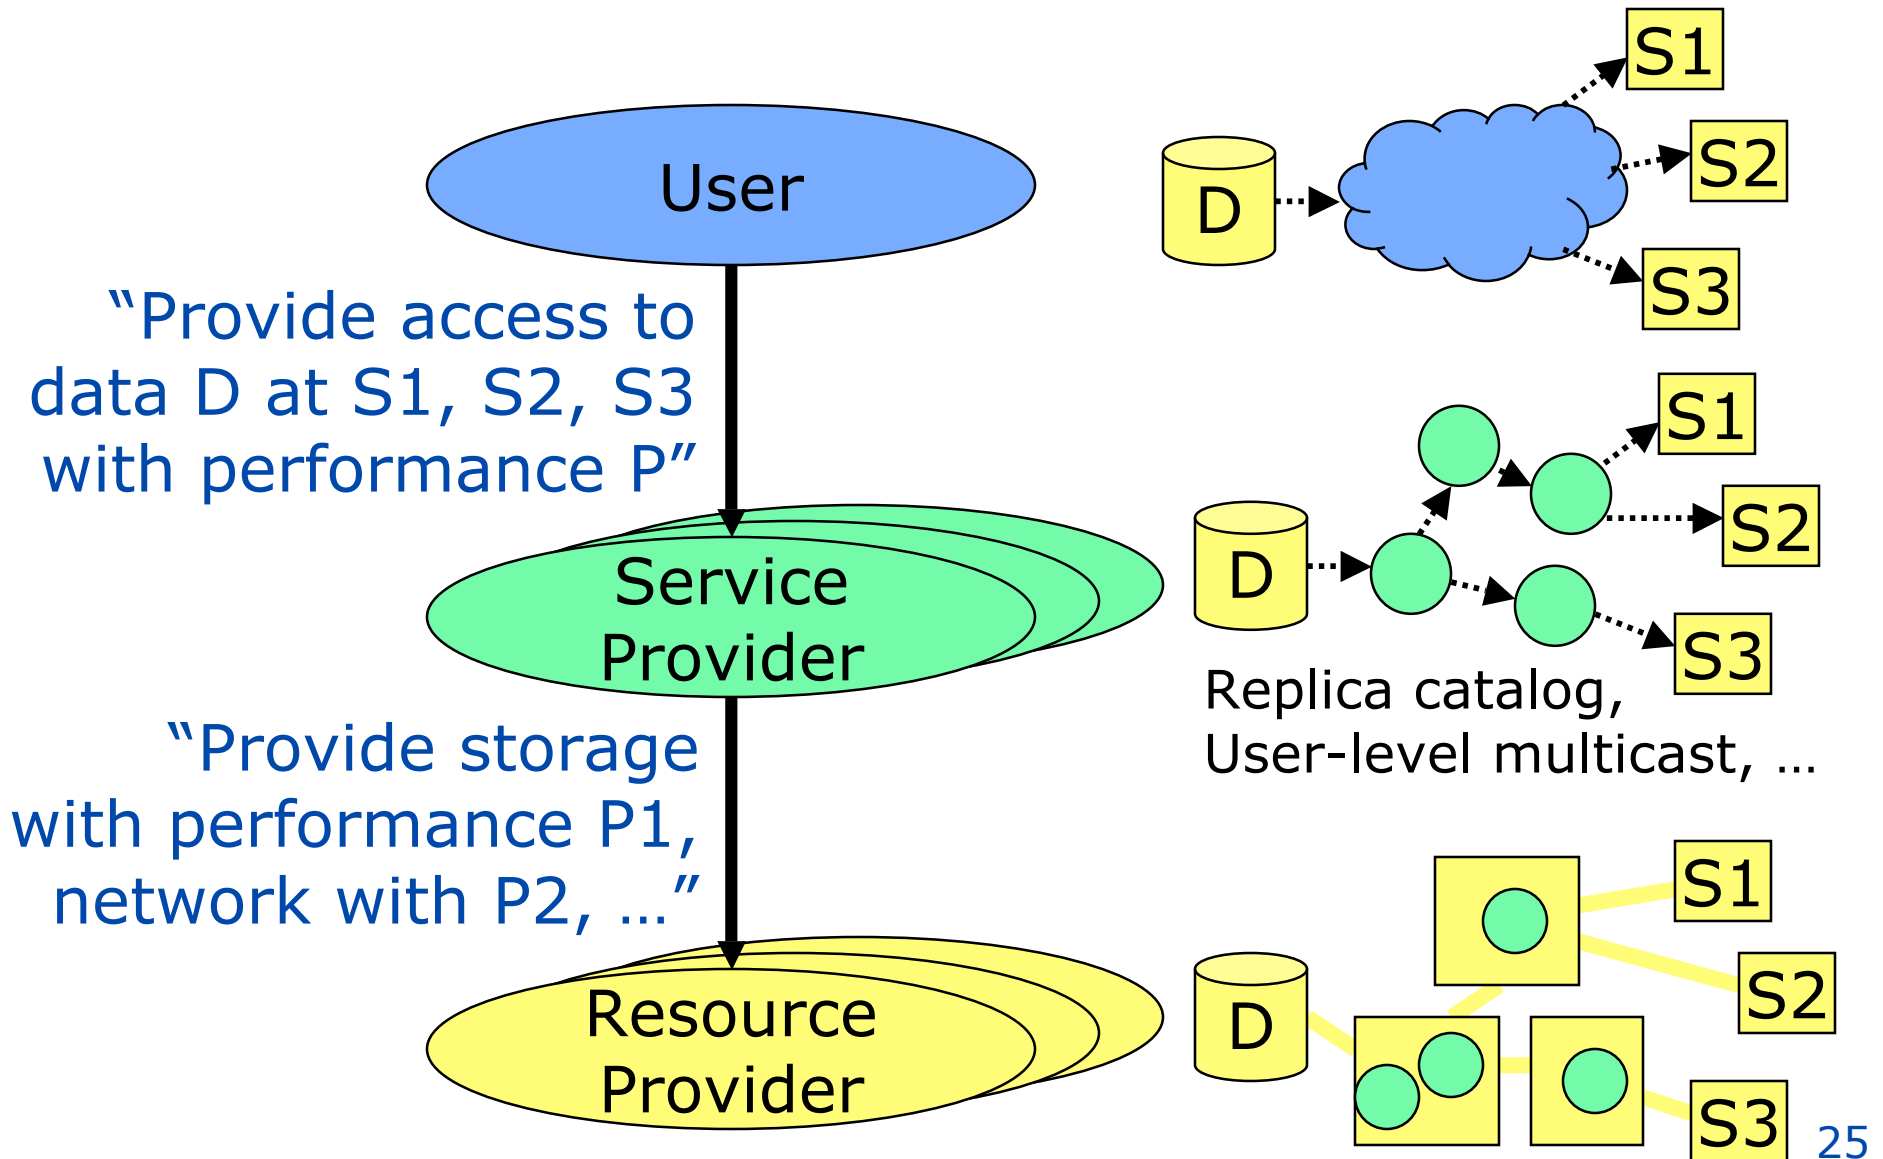 User
“Provide access to
data D at S1, S2, S3
with performance P”
Service
Provider
“Provide storage
with performance P1,
network with P2, …”
Resource
Provider
D
S1
S2
S3
D
S1
S2
S3
Replica catalog,
User-level multicast, …
D
S1
S2
S3
25